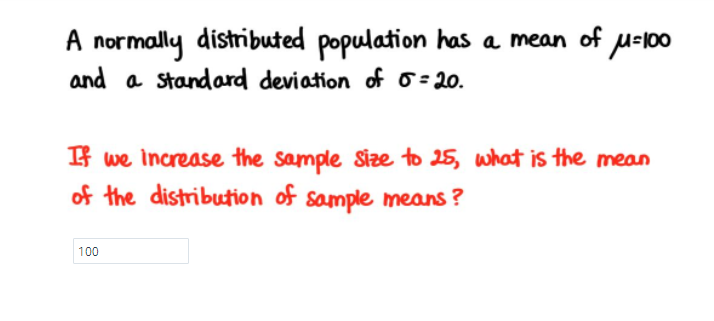 A normally distributed population has a mean of μ=100
and a standard deviation of σ=20.
If we increase the sample size to 25, what is the mean
of the distribution of sample means?
100